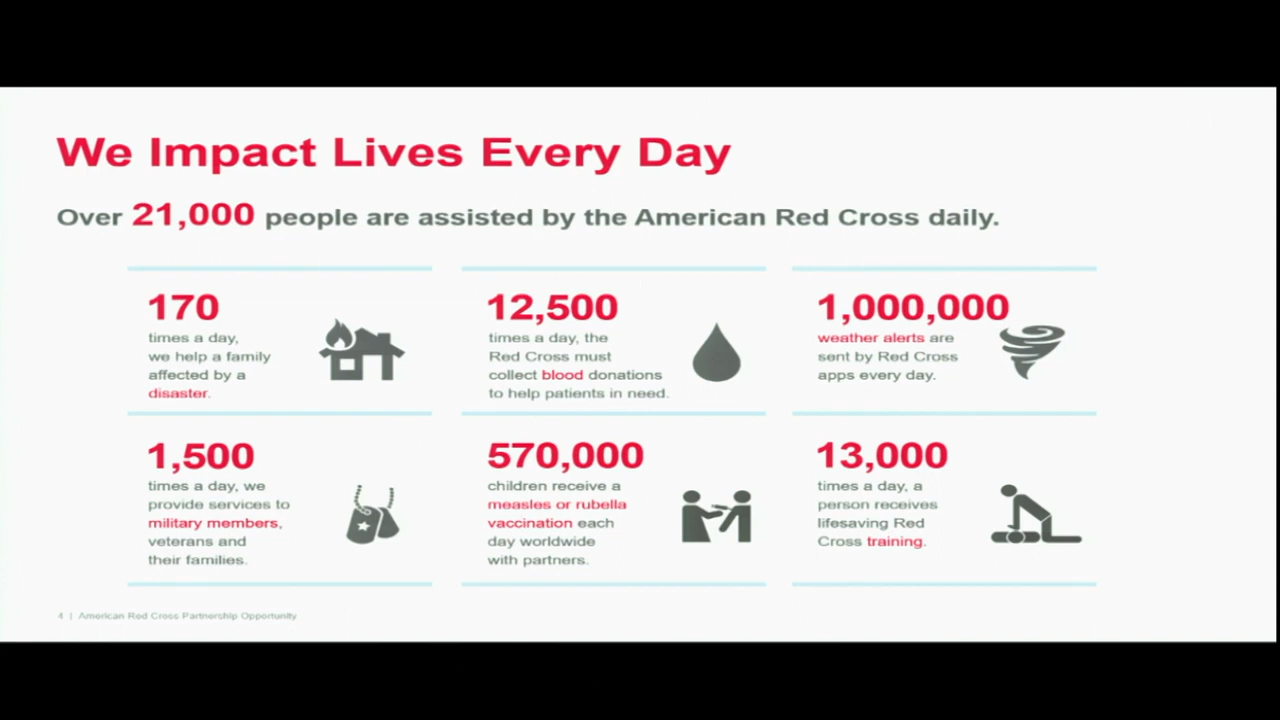 We Impact Lives Every Day
Over 21,000 people are assisted by the American Red Cross daily.
170
times a day,
we help a family
affected by a
disaster.
12,500
times a day, the
Red Cross must
collect blood donations
to help patients in need.
1,000,000
weather alerts are
sent by Red Cross
apps every day.
1,500
times a day, we
provide services to
military members,
veterans and
their families.
570,000
children receive a
measles or rubella
vaccination each
day worldwide
with partners.
13,000
times a day, a
person receives
lifesaving Red
Cross training.
4 | American Red Cross Partnership Opportunity